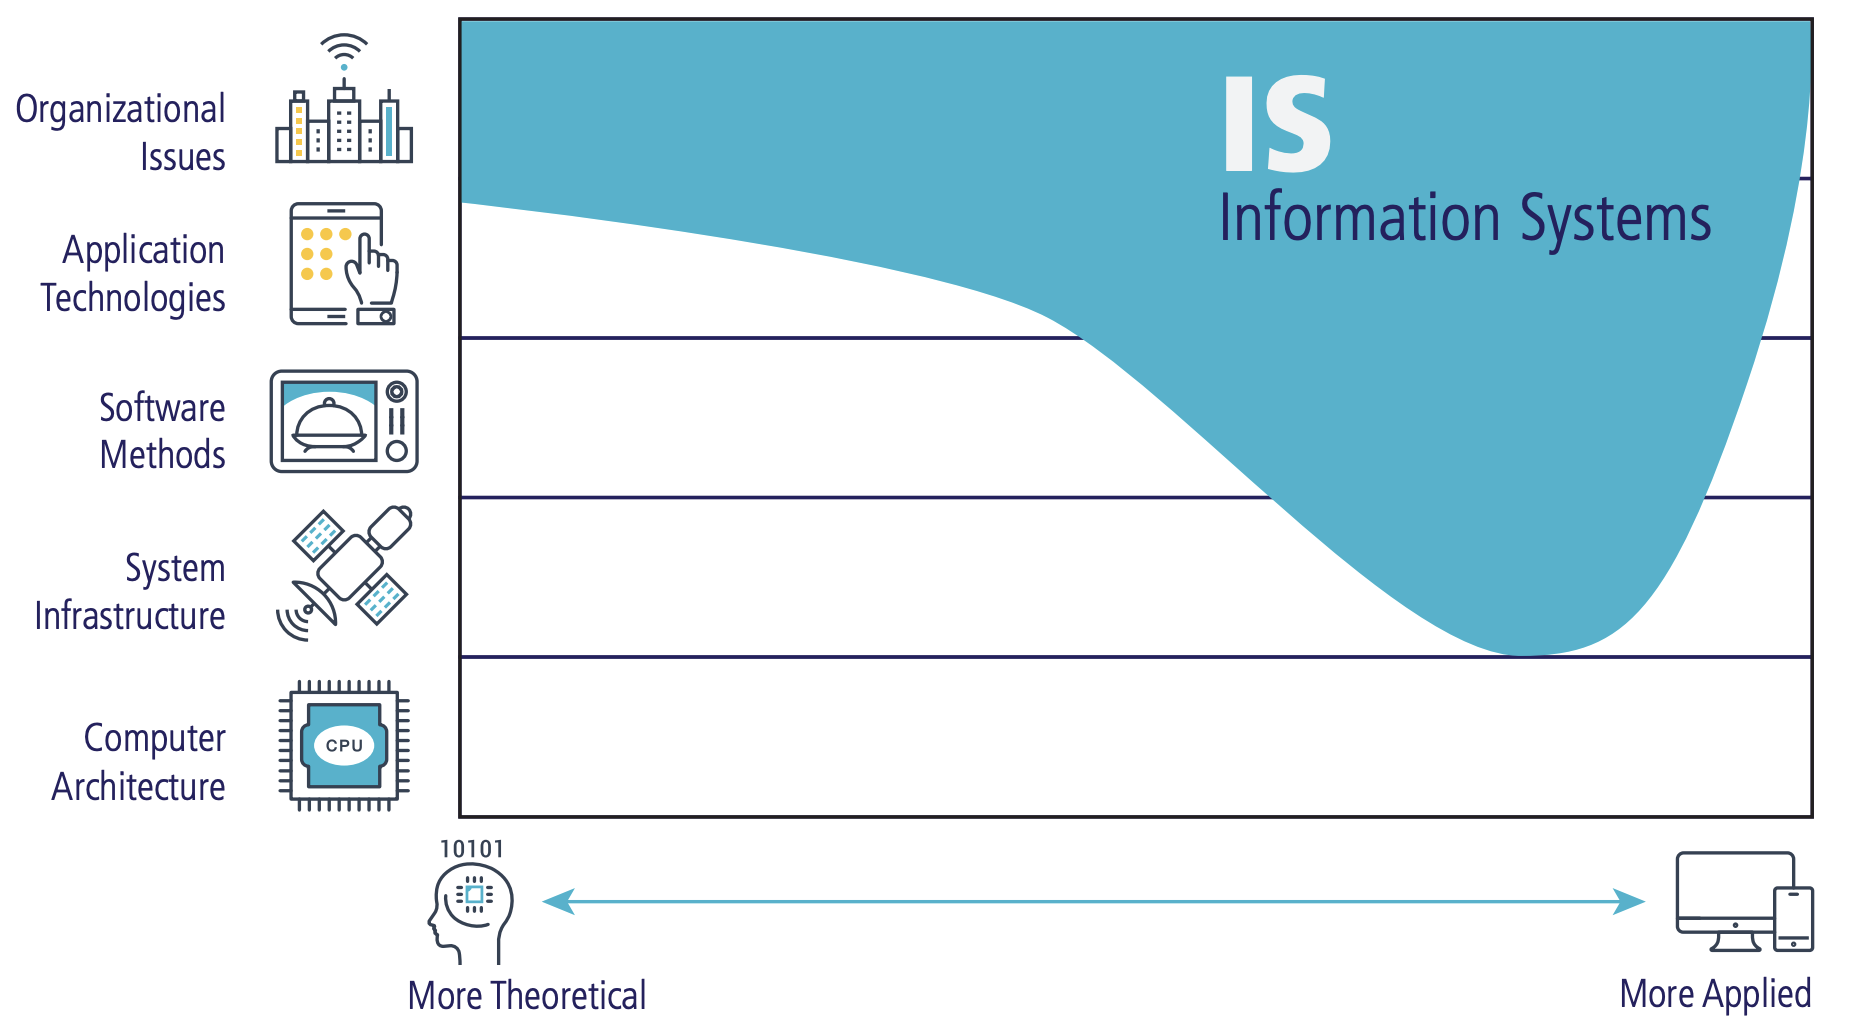 Organizational
Issues
Application
Technologies
Software
Methods
System
Infrastructure
Computer
Architecture
CPU
IS
Information Systems
10101
More Theoretical
More Applied